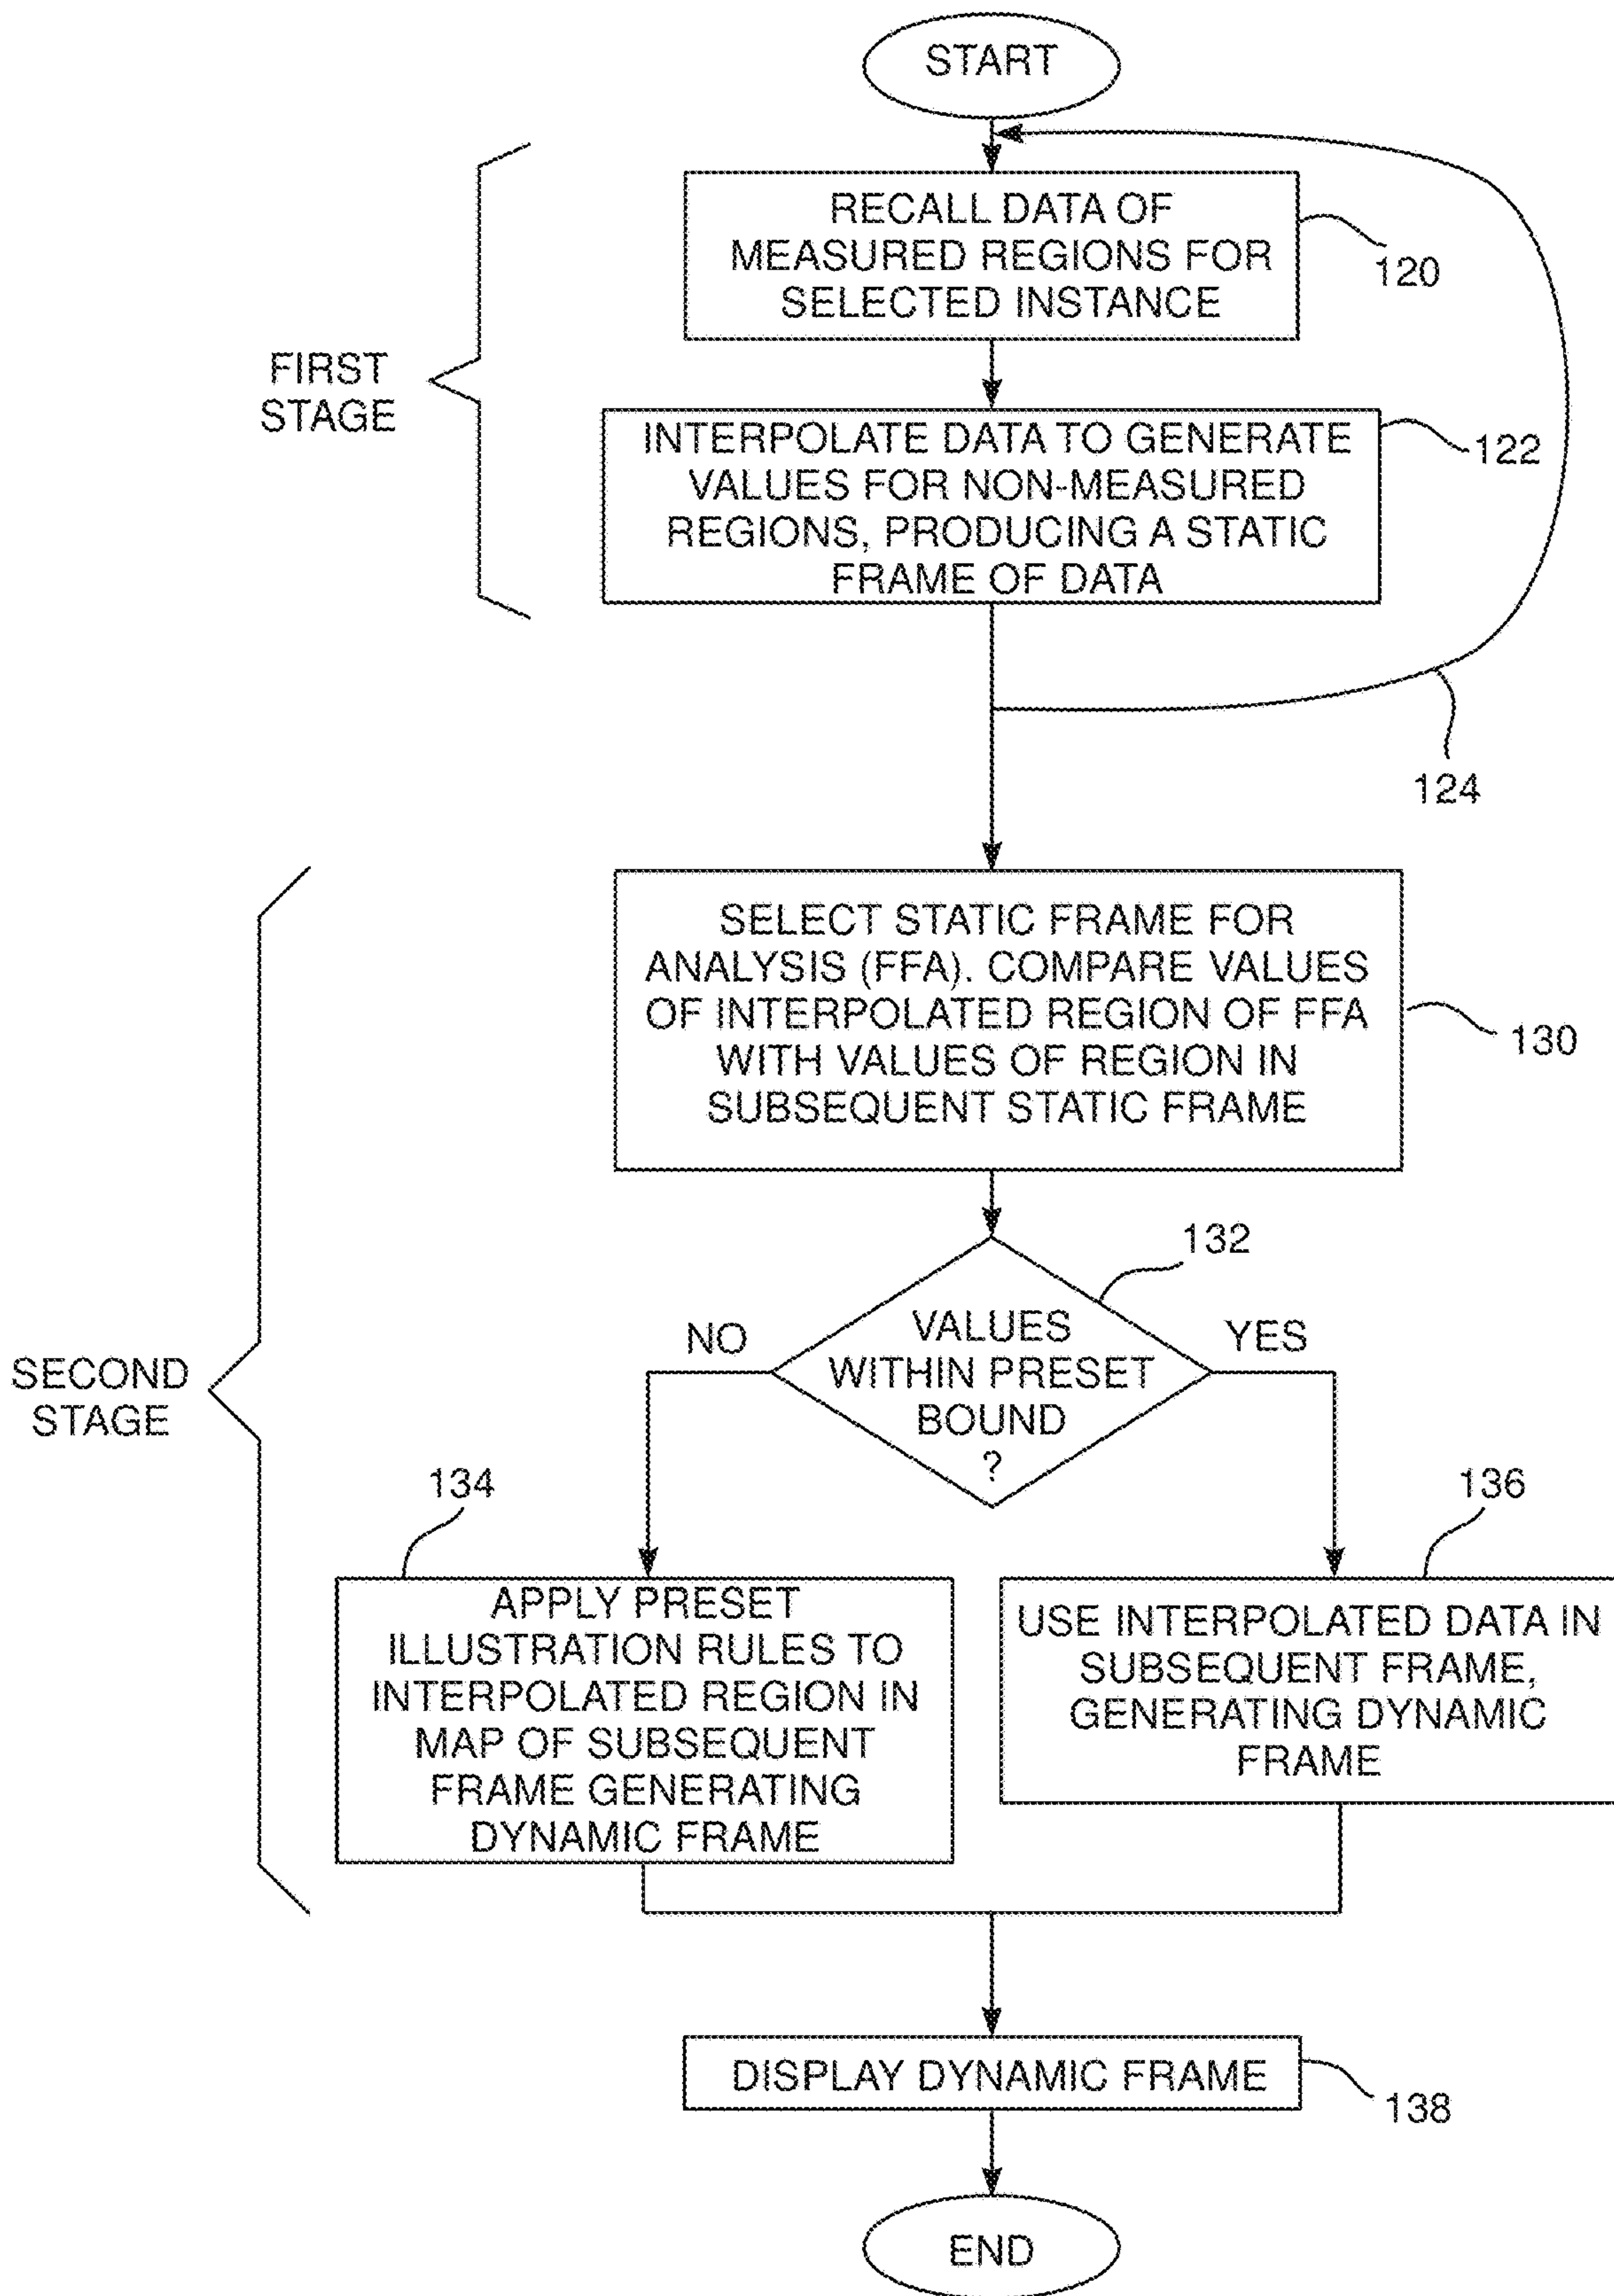 START
RECALL DATA OF
MEASURED REGIONS FOR
SELECTED INSTANCE
120
FIRST
STAGE
INTERPOLATE DATA TO GENERATE
VALUES FOR NON-MEASURED
REGIONS, PRODUCING A STATIC
FRAME OF DATA
122
124
SELECT STATIC FRAME FOR
ANALYSIS (FFA). COMPARE VALUES
OF INTERPOLATED REGION OF FFA
WITH VALUES OF REGION IN
SUBSEQUENT STATIC FRAME
130
132
SECOND
STAGE
NO
VALUES
WITHIN PRESET
BOUND
?
YES
134
APPLY PRESET
ILLUSTRATION RULES TO
INTERPOLATED REGION IN
MAP OF SUBSEQUENT
FRAME GENERATING
DYNAMIC FRAME
136
USE INTERPOLATED DATA IN
SUBSEQUENT FRAME,
GENERATING DYNAMIC
FRAME
DISPLAY DYNAMIC FRAME
138
END